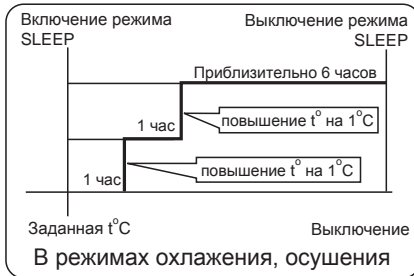 Включение режима
SLEEP
Выключение режима
SLEEP
Приблизительно 6 часов
1 час
повышение t° на 1°C
1 час
повышение t° на 1°C
Заданная t°C
Выключение
В режимах охлажения, осушения